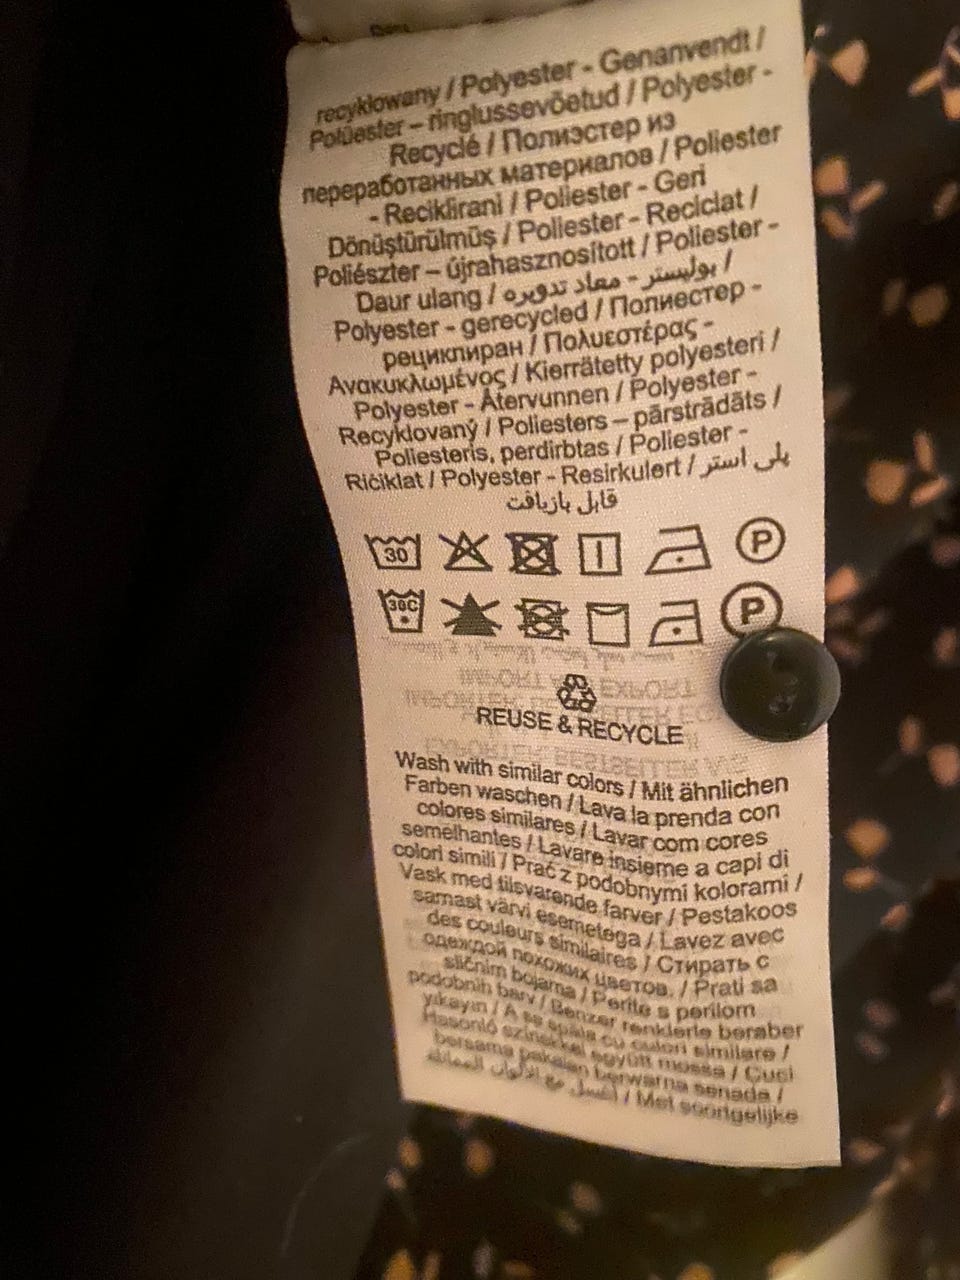 recyklowany / Polyester - Genanvendt /
Polüester – ringlussevõetud / Polyester -
Recyclé / Полиэстер из
переработанных материалов / Poliester
- Reciklirani / Poliester - Geri
Dönüştürülmüş / Poliester - Reciclat /
Poliészter – újrahasznosított / Poliester -
Daur ulang / بوليستر - معاد تدويره /
Polyester - gerecycled / Полиестер -
рециклиран / Πολυεστέρας -
Ανακυκλωμένος / Kierrätetty polyesteri /
Polyester - Återvunnen / Polyester -
Recyklovaný / Poliesters – pārstrādāts /
Poliesteris, perdirbtas / Poliester -
Ričiklat / Polyester - Resirkulert / پلی استر
قابل بازیافت
30 P
30C P
REUSE & RECYCLE
Wash with similar colors / Mit ähnlichen
Farben waschen / Lava la prenda con
colores similares / Lavar com cores
semelhantes / Lavare insieme a capi di
colori simili / Prać z podobnymi kolorami /
Vask med tilsvarende farver / Pestakoos
samast värvi esemetega / Lavez avec
des couleurs similaires / Стирать с
одеждой похожих цветов. / Prati sa
sličnim bojama / Perite s perilom
podobnih barv / Benzer renklerle beraber
yıkayın / A se spăla cu culori similare /
Hasonló színekkel együtt mossa / Cuci
bersama pakaian berwarna senada /
اغسل مع الألوان المماثلة / Met soortgelijke